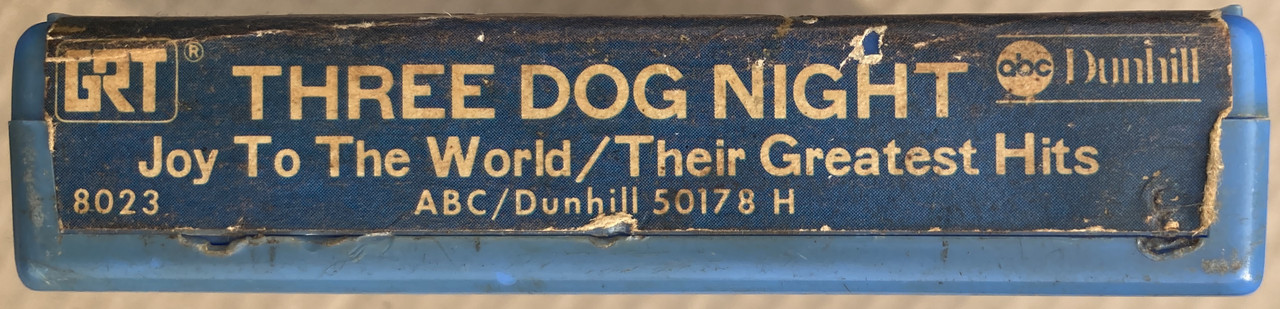 GRT®
THREE DOG NIGHT
abc Dunhill
Joy To The World/Their Greatest Hits
8023
ABC/Dunhill 50178 H